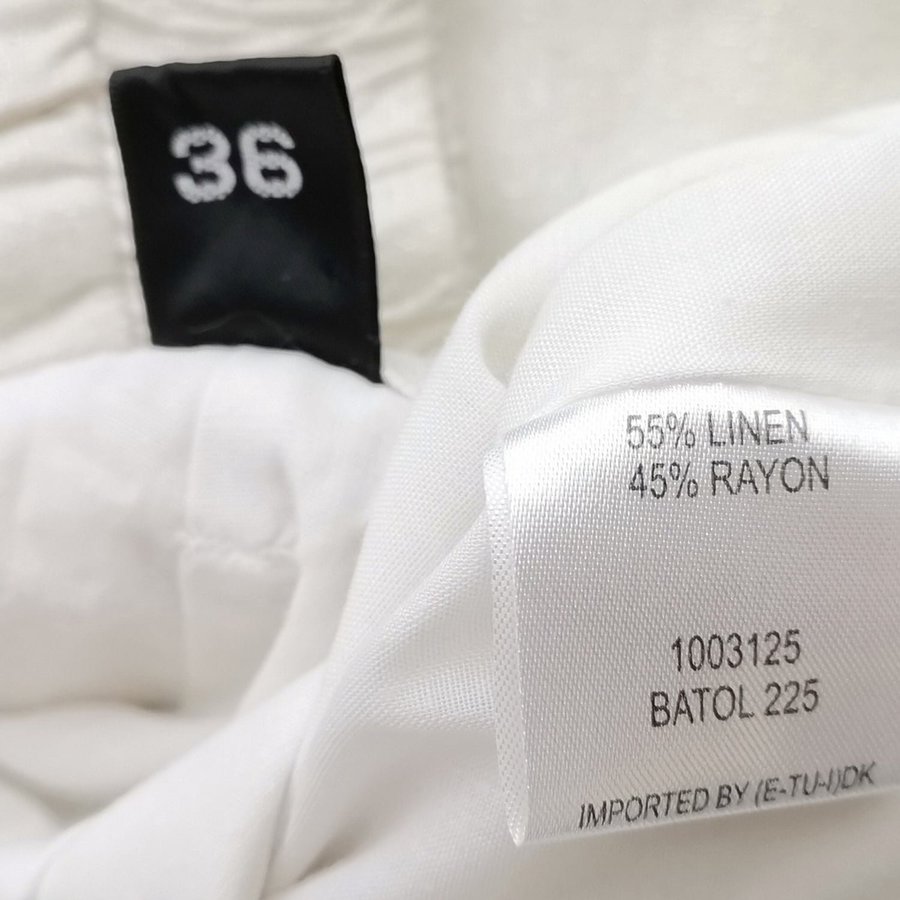 36
55% LINEN
45% RAYON
1003125
BATOL 225
IMPORTED BY (E-TU-I)DK